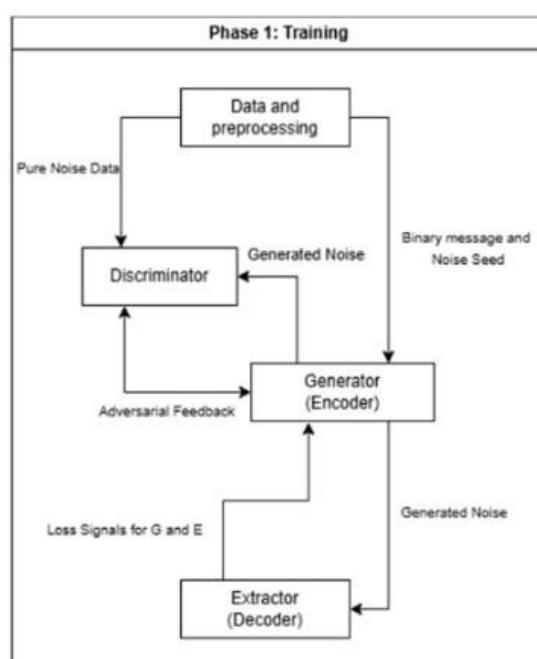 Phase 1: Training
Data and
preprocessing
Pure Noise Data
Binary message and
Noise Seed
Generated Noise
Discriminator
Generator
(Encoder)
Adversarial Feedback
Loss Signals for G and E
Generated Noise
Extractor
(Decoder)